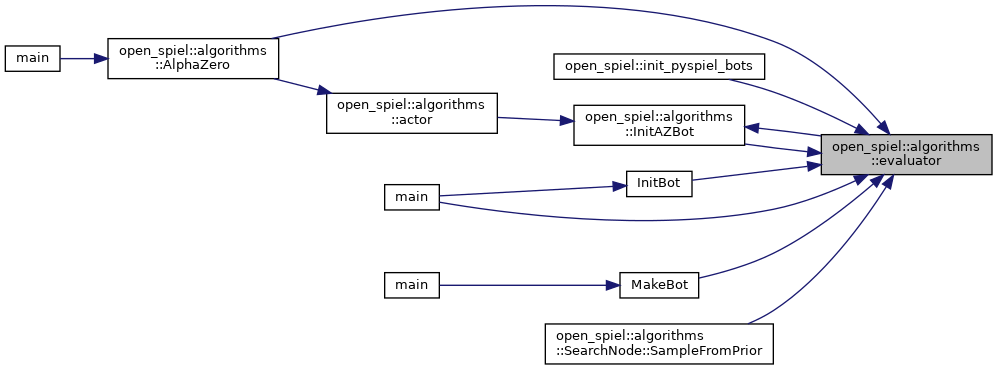 main
open_spiel::algorithms
::AlphaZero
open_spiel::algorithms
::actor
open_spiel::init_pyspiel_bots
open_spiel::algorithms
::InitAZBot
open_spiel::algorithms
::evaluator
InitBot
main
MakeBot
main
open_spiel::algorithms
::SearchNode::SampleFromPrior